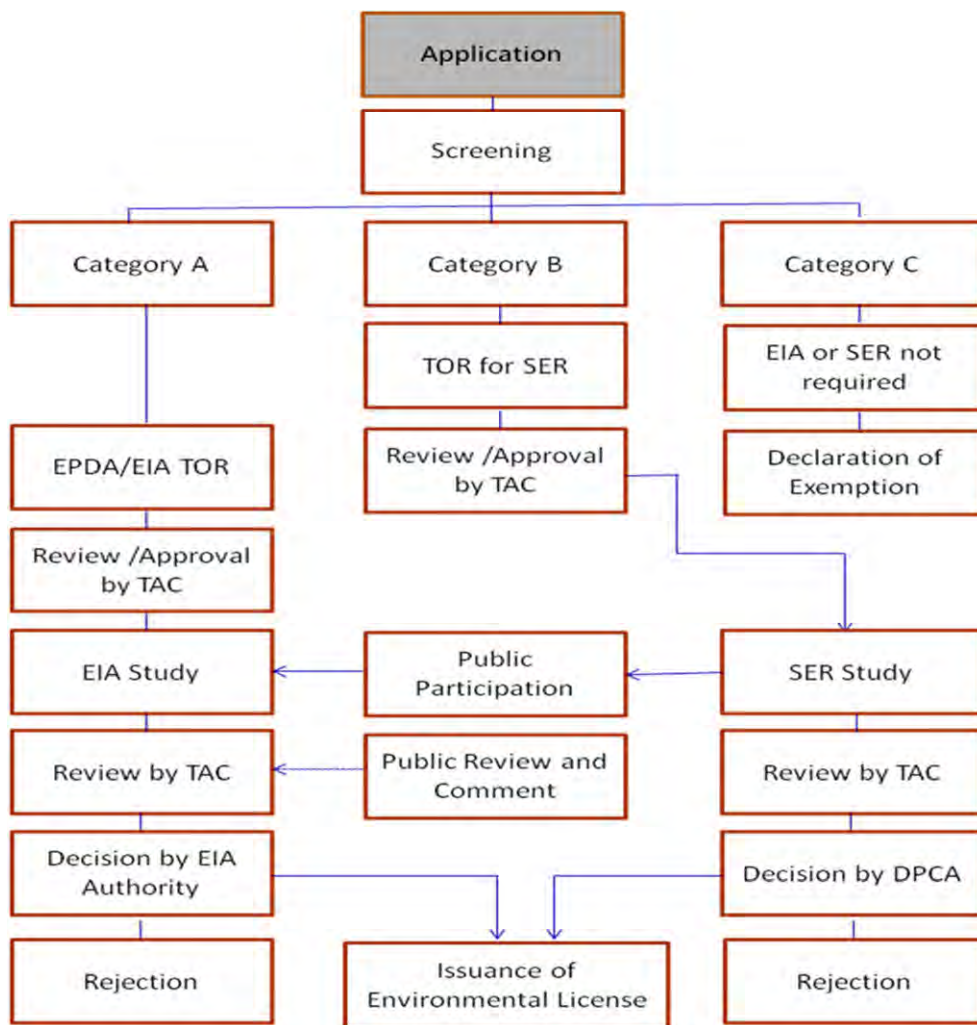 Application
Screening
Category A
Category B
Category C
TOR for SER
EIA or SER not
required
EPDA/EIA TOR
Review /Approval
by TAC
Declaration of
Exemption
Review /Approval
by TAC
EIA Study
Public
Participation
SER Study
Review by TAC
Public Review and
Comment
Review by TAC
Decision by EIA
Authority
Decision by DPCA
Rejection
Issuance of
Environmental License
Rejection